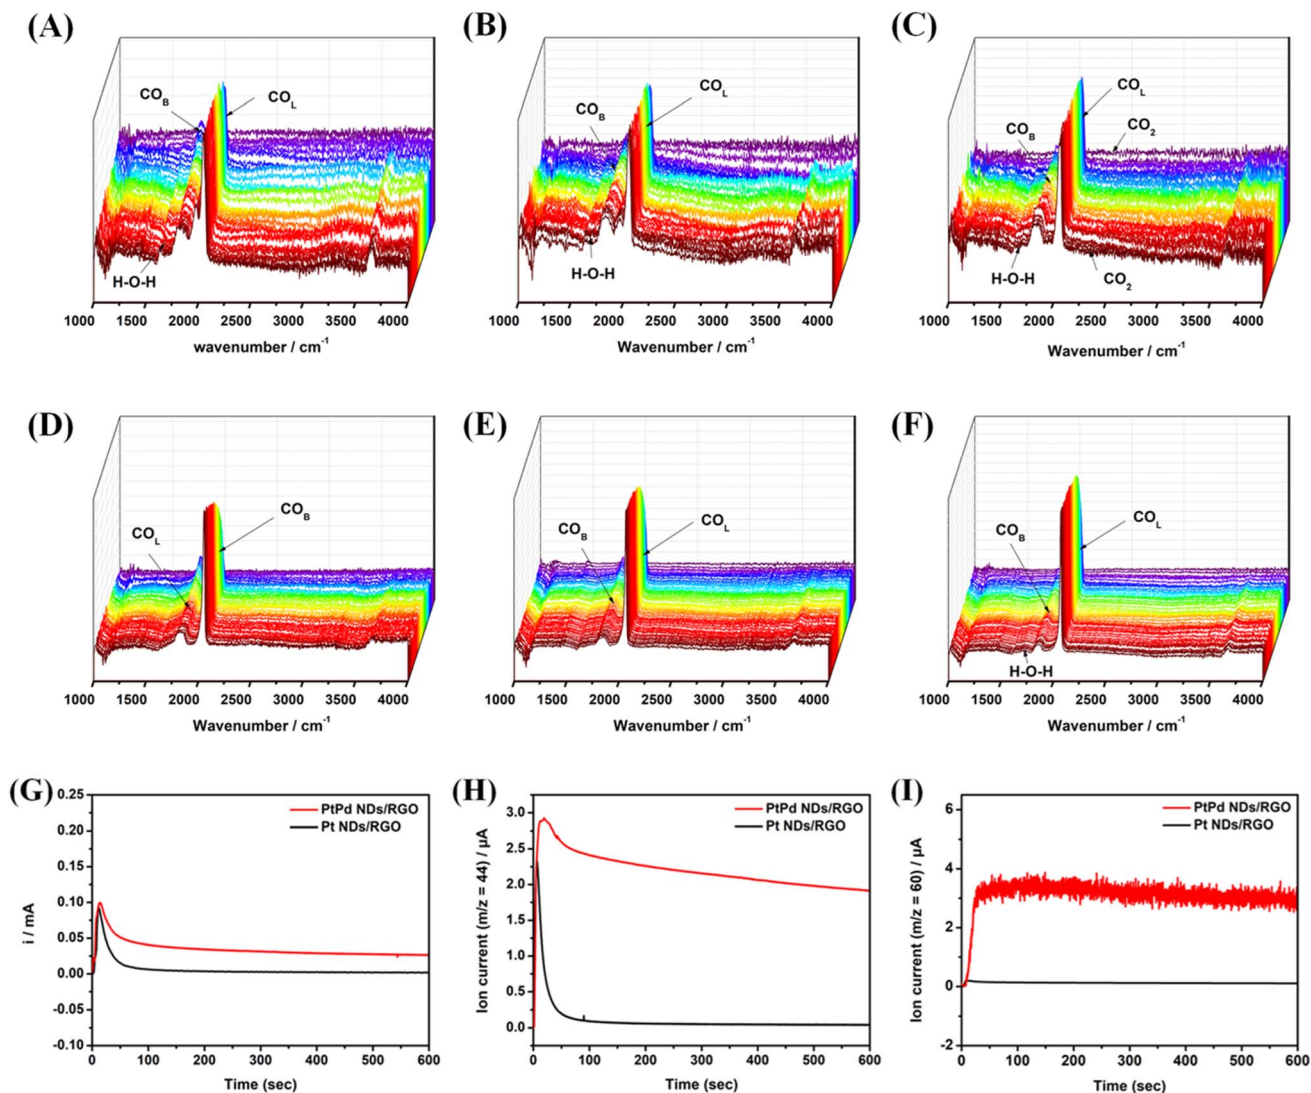 (A)
CO_B
CO_L
H-O-H
1000 1500 2000 2500 3000 3500 4000
wavenumber / cm⁻¹
(B)
CO_B
CO_L
H-O-H
1000 1500 2000 2500 3000 3500 4000
Wavenumber / cm⁻¹
(C)
CO_L
CO_B
CO_2
H-O-H
CO_2
1000 1500 2000 2500 3000 3500 4000
Wavenumber / cm⁻¹
(D)
CO_B
CO_L
1000 1500 2000 2500 3000 3500 4000
Wavenumber / cm⁻¹
(E)
CO_B
CO_L
1000 1500 2000 2500 3000 3500 4000
Wavenumber / cm⁻¹
(F)
CO_B
CO_L
H-O-H
1000 1500 2000 2500 3000 3500 4000
Wavenumber / cm⁻¹
(G)
i / mA
0.25
0.20
0.15
0.10
0.05
0.00
-0.05
-0.10
PtPd NDs/RGO
Pt NDs/RGO
0 100 200 300 400 500 600
Time (sec)
(H)
Ion current (m/z = 44) / µA
3.0
2.5
2.0
1.5
1.0
0.5
0.0
PtPd NDs/RGO
Pt NDs/RGO
0 100 200 300 400 500 600
Time (sec)
(I)
Ion current (m/z = 60) / µA
6
4
2
0
-2
PtPd NDs/RGO
Pt NDs/RGO
0 100 200 300 400 500 600
Time (sec)